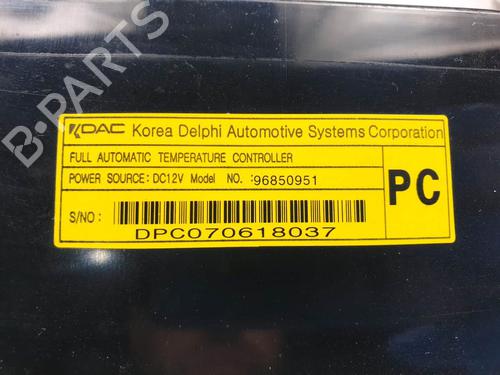 B-PARTS
KDAC Korea Delphi Automotive Systems Corporation
FULL AUTOMATIC TEMPERATURE CONTROLLER
POWER SOURCE : DC12V Model NO. :96850951
PC
S/NO :
DPC070618037